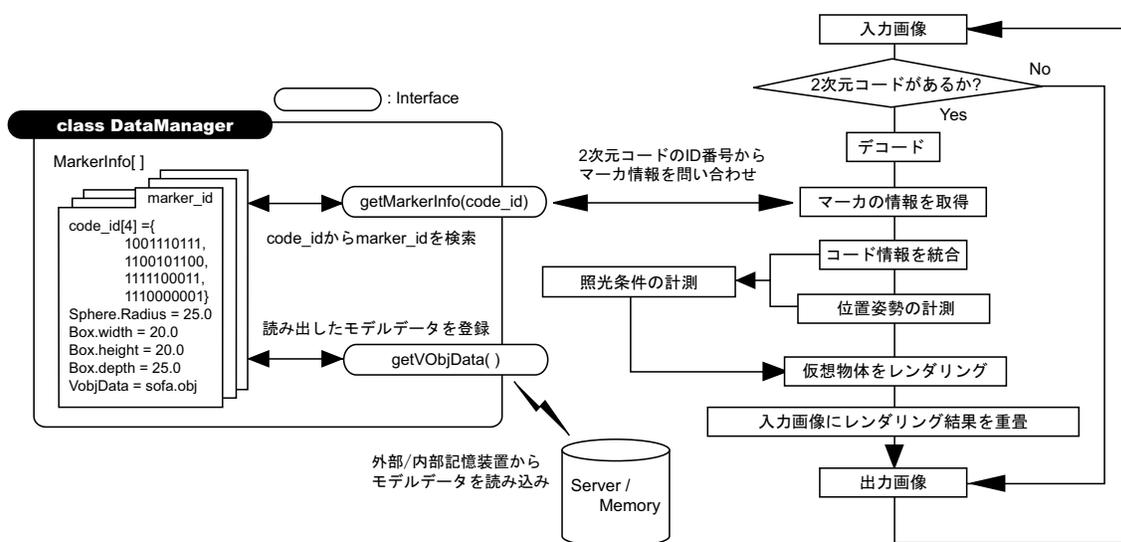 : Interface
class DataManager
MarkerInfo[ ]
marker_id
code_id[4] ={
1001110111,
1100101100,
1111100011,
1110000001}
Sphere.Radius = 25.0
Box.width = 20.0
Box.height = 20.0
Box.depth = 25.0
VobjData = sofa.obj
getMarkerInfo(code_id)
code_idからmarker_idを検索
読み出したモデルデータを登録
getVObjData( )
外部/内部記憶装置から
モデルデータを読み込み
Server /
Memory
2次元コードのID番号から
マーカ情報を問い合わせ
入力画像
2次元コードがあるか?
No
Yes
デコード
マーカの情報を取得
コード情報を統合
照光条件の計測
位置姿勢の計測
仮想物体をレンダリング
入力画像にレンダリング結果を重畳
出力画像